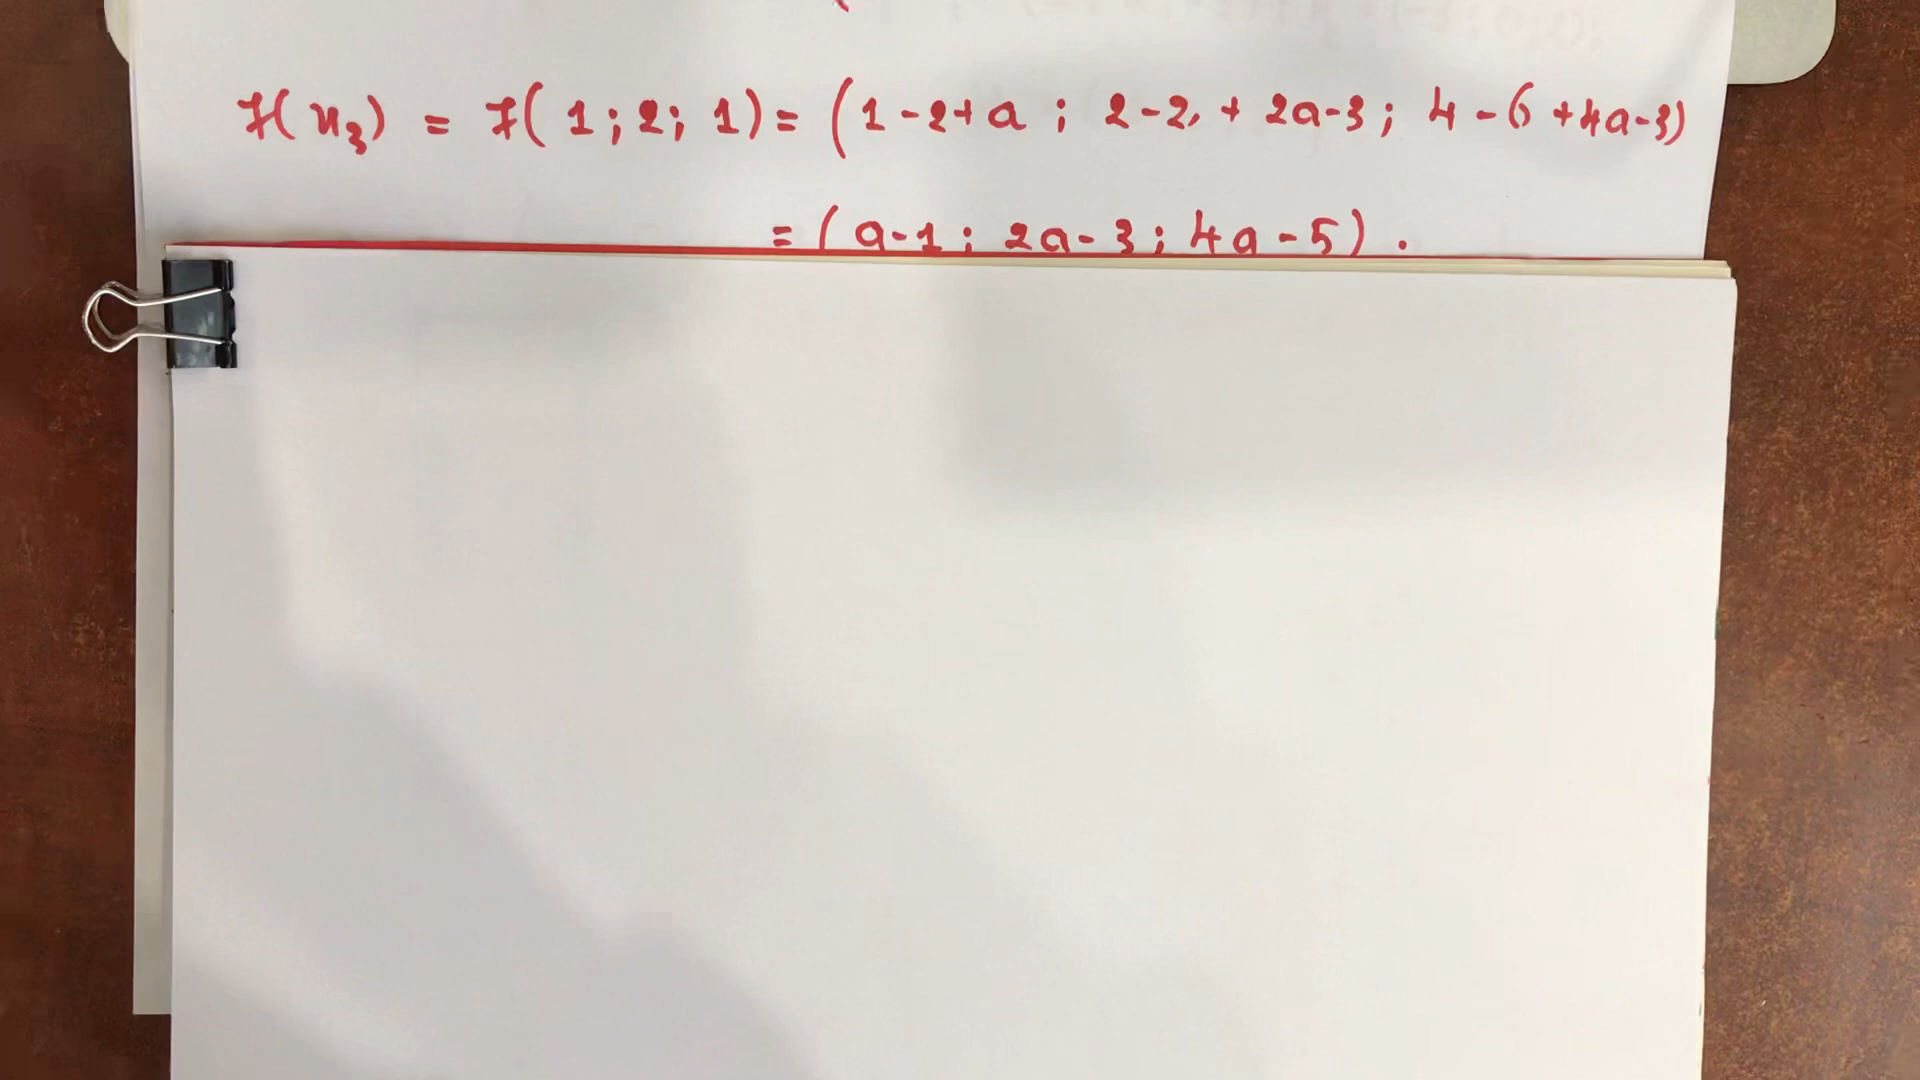 f(u₃) = f(1; 2; 1) = (1-2+a ; 2-2 + 2a-3; 4-6+4a-3)
= (a-1; 2a-3; 4a-5).